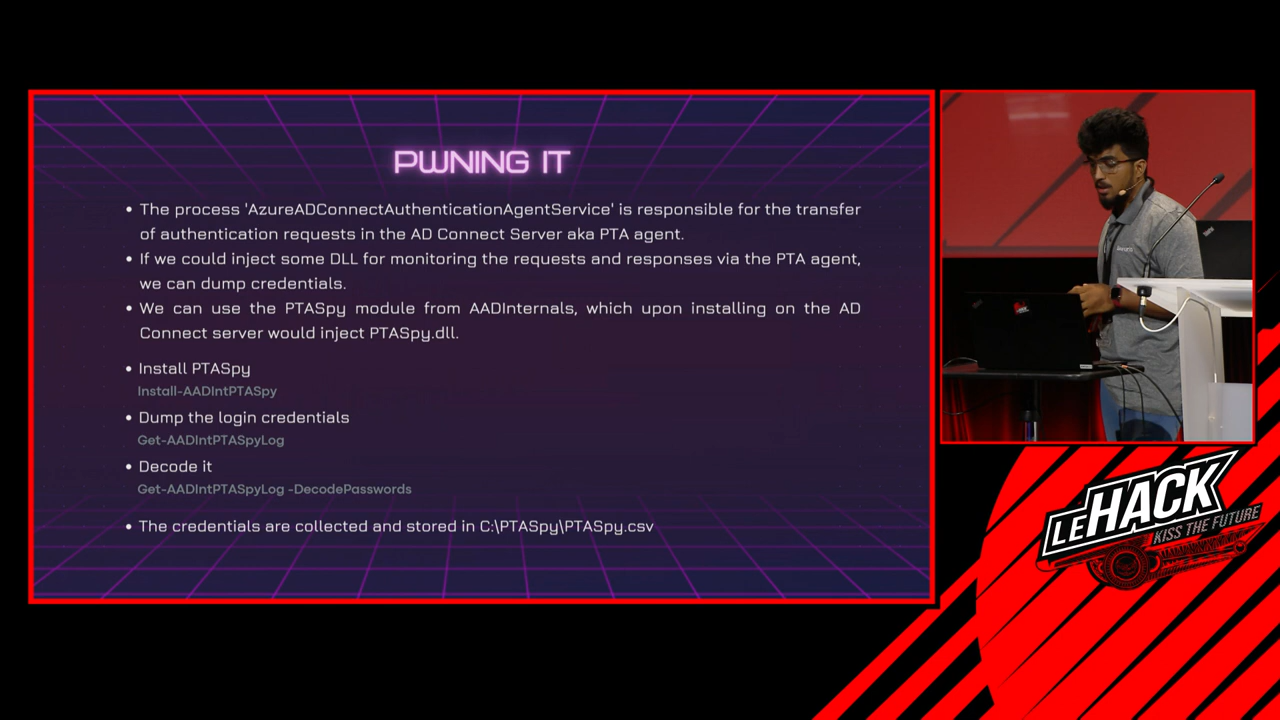 PWNING IT
• The process 'AzureADConnectAuthenticationAgentService' is responsible for the transfer
of authentication requests in the AD Connect Server aka PTA agent.
• If we could inject some DLL for monitoring the requests and responses via the PTA agent,
we can dump credentials.
• We can use the PTASpy module from AADInternals, which upon installing on the AD
Connect server would inject PTASpy.dll.
• Install PTASpy
Install-AADIntPTASpy
• Dump the login credentials
Get-AADIntPTASpyLog
• Decode it
Get-AADIntPTASpyLog -DecodePasswords
• The credentials are collected and stored in C:\PTASpy\PTASpy.csv
LEHACK
KISS THE FUTURE